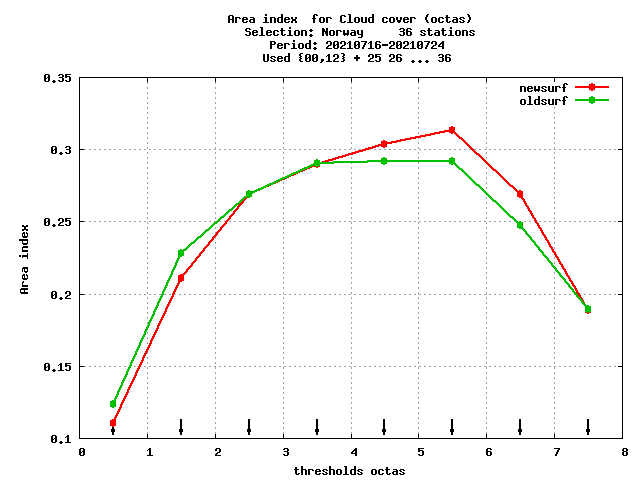 Area index  for Cloud cover (octas)
Selection: Norway     36 stations
Period: 20210716-20210724
Used {00,12} + 25 26 ... 36
newsurf
oldsurf
0.35
0.3
0.25
0.2
0.15
0.1
Area index
0 1 2 3 4 5 6 7 8
thresholds octas